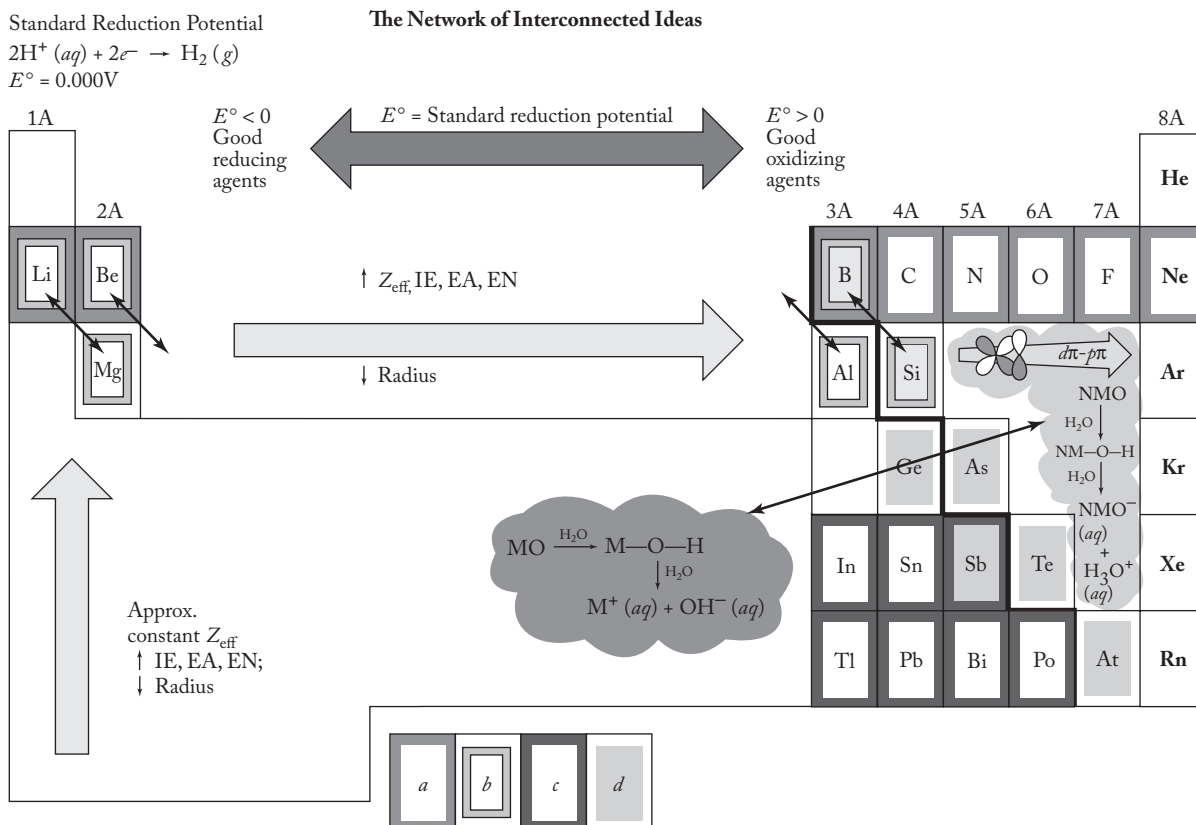 The Network of Interconnected Ideas
Standard Reduction Potential
2H⁺ (aq) + 2e⁻ → H₂ (g)
E° = 0.000V
1A
E° < 0
Good
reducing
agents
E° = Standard reduction potential
E° > 0
Good
oxidizing
agents
8A
He
2A
3A 4A 5A 6A 7A
Li Be
B C N O F Ne
↑ Z_eff, IE, EA, EN
↓ Radius
Mg
Al Si
dπ-pπ
Ar
NMO
H₂O
NM—O—H
H₂O
NMO⁻
(aq)
+
H₃O⁺
(aq)
Ge As
Kr
MO →H₂O→ M—O—H
H₂O
M⁺ (aq) + OH⁻ (aq)
In Sn Sb Te
Xe
Approx.
constant Z_eff
↑ IE, EA, EN;
↓ Radius
Tl Pb Bi Po At Rn
a b c d